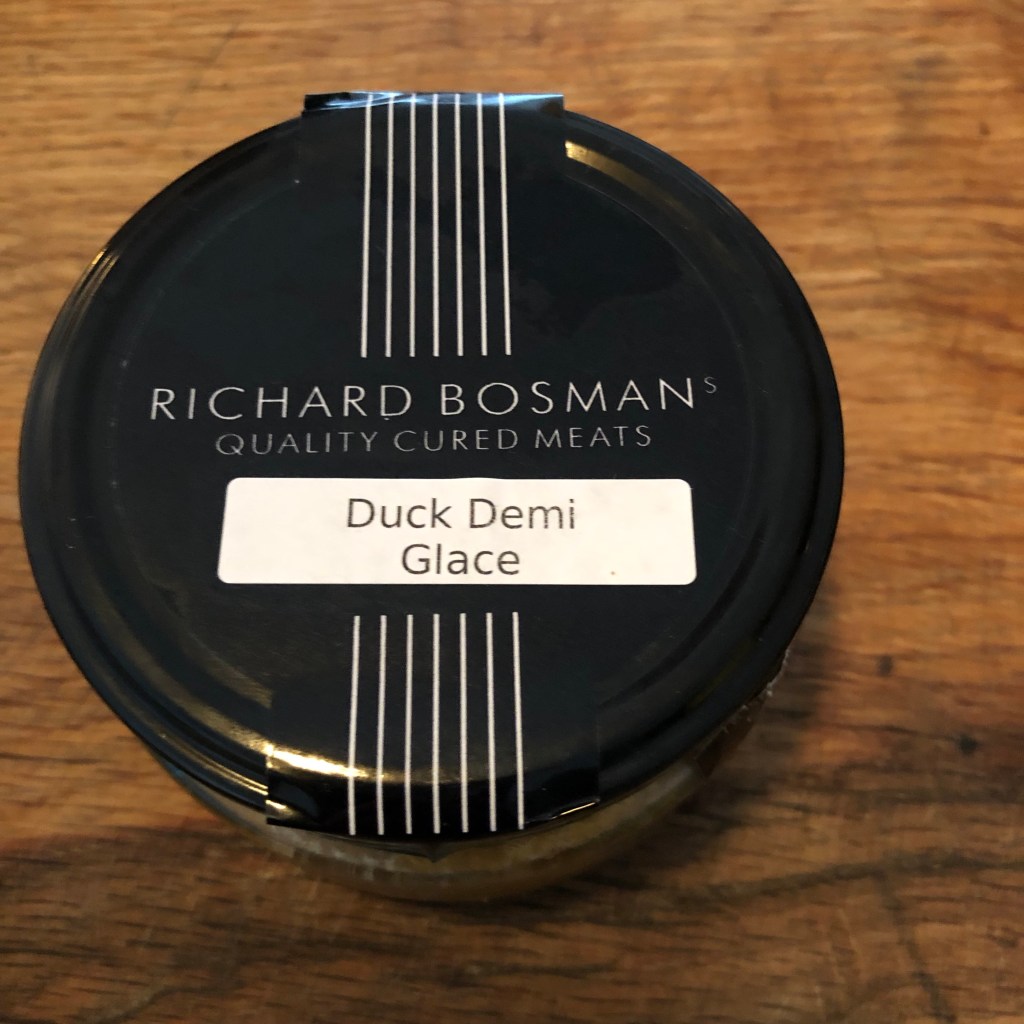 RICHARD BOSMANS
QUALITY CURED MEATS
Duck Demi
Glace